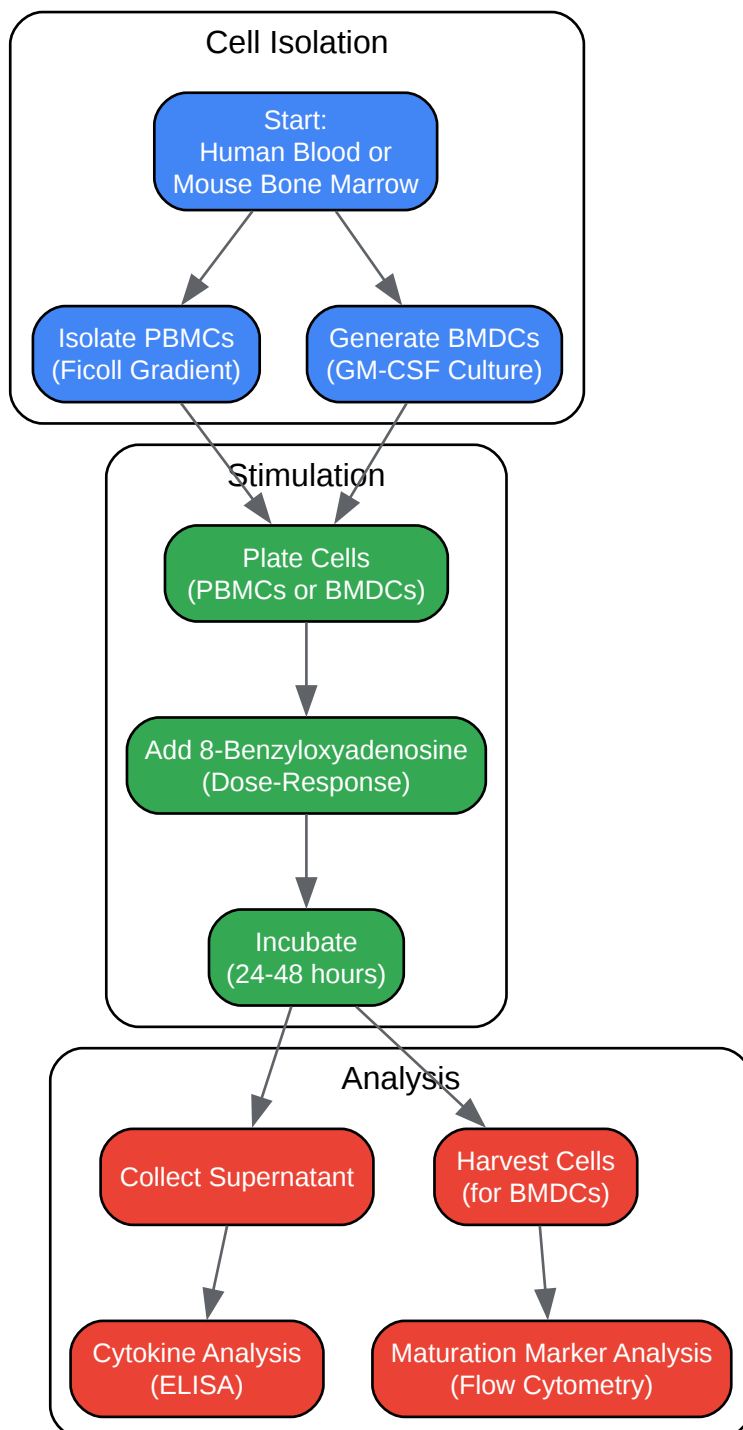 Cell Isolation
Start:
Human Blood or
Mouse Bone Marrow
Isolate PBMCs
(Ficoll Gradient)
Generate BMDCs
(GM-CSF Culture)
Stimulation
Plate Cells
(PBMCs or BMDCs)
Add 8-Benzyloxyadenosine
(Dose-Response)
Incubate
(24-48 hours)
Analysis
Collect Supernatant
Harvest Cells
(for BMDCs)
Cytokine Analysis
(ELISA)
Maturation Marker Analysis
(Flow Cytometry)